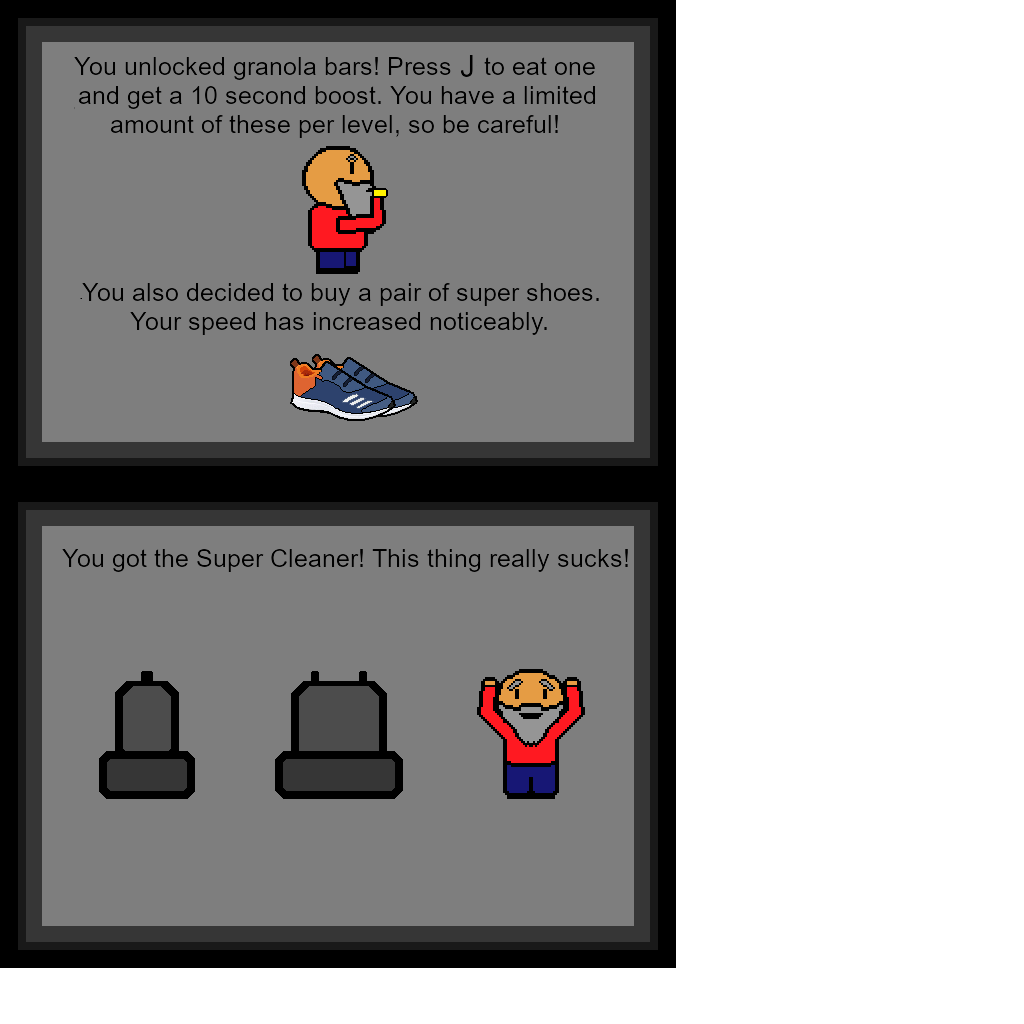 You unlocked granola bars! Press J to eat one
and get a 10 second boost. You have a limited
amount of these per level, so be careful!
You also decided to buy a pair of super shoes.
Your speed has increased noticeably.
You got the Super Cleaner! This thing really sucks!